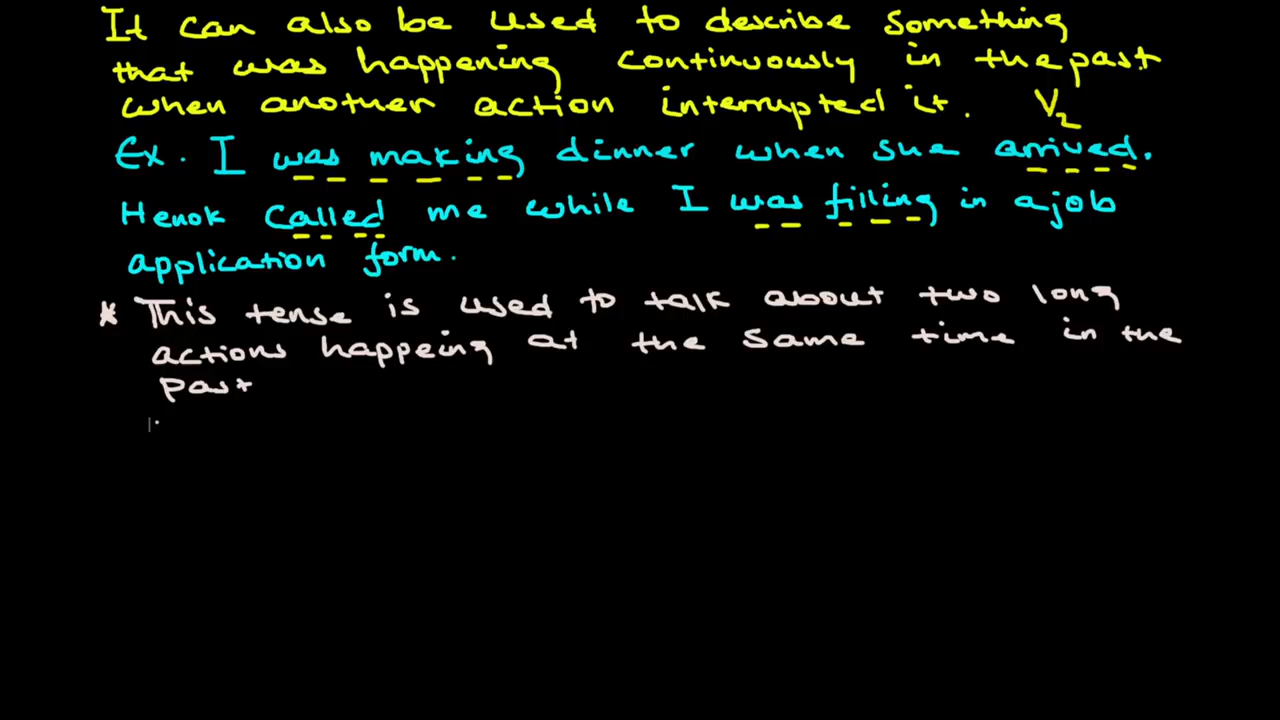 It can also be used to describe something
that was happening continuously in the past
when another action interrupted it. V2
Ex. I was making dinner when she arrived.
Henok called me while I was filling in a job
application form.
* This tense is used to talk about two long
actions happeing at the same time in the
past